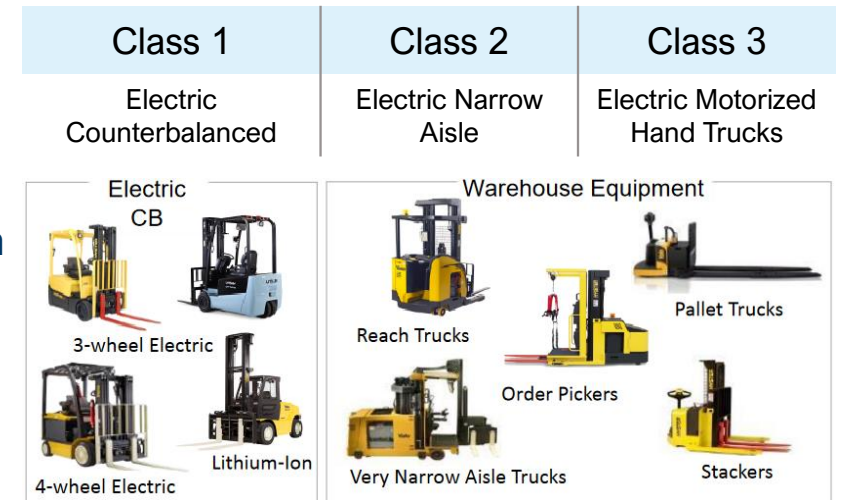 Class 1
Class 2
Class 3
Electric
Counterbalanced
Electric Narrow
Aisle
Electric Motorized
Hand Trucks
Electric
CB
Warehouse Equipment
3-wheel Electric
Reach Trucks
Pallet Trucks
Order Pickers
4-wheel Electric
Lithium-Ion
Very Narrow Aisle Trucks
Stackers